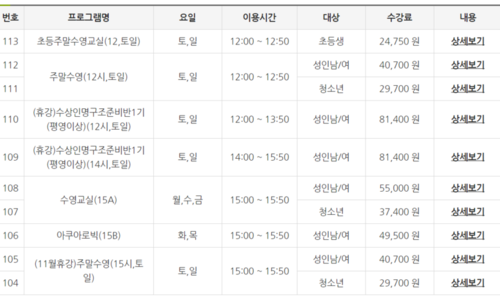 번호 프로그램명 요일 이용시간 대상 수강료 내용
113 초등주말수영교실(12,토일) 토,일 12:00 ~ 12:50 초등생 24,750 원 상세보기
112 주말수영(12시,토일) 토,일 12:00 ~ 12:50 성인남/여 40,700 원 상세보기
111 청소년 29,700 원 상세보기
110 (휴강)수상인명구조준비반1기
(평영이상)(12시,토일) 토,일 12:00 ~ 13:50 성인남/여 81,400 원 상세보기
109 (휴강)수상인명구조준비반1기
(평영이상)(14시,토일) 토,일 14:00 ~ 15:50 성인남/여 81,400 원 상세보기
108 수영교실(15A) 월,수,금 15:00 ~ 15:50 성인남/여 55,000 원 상세보기
107 청소년 37,400 원 상세보기
106 아쿠아로빅(15B) 화,목 15:00 ~ 15:50 성인남/여 49,500 원 상세보기
105 (11월휴강)주말수영(15시,토
일) 토,일 15:00 ~ 15:50 성인남/여 40,700 원 상세보기
104 청소년 29,700 원 상세보기